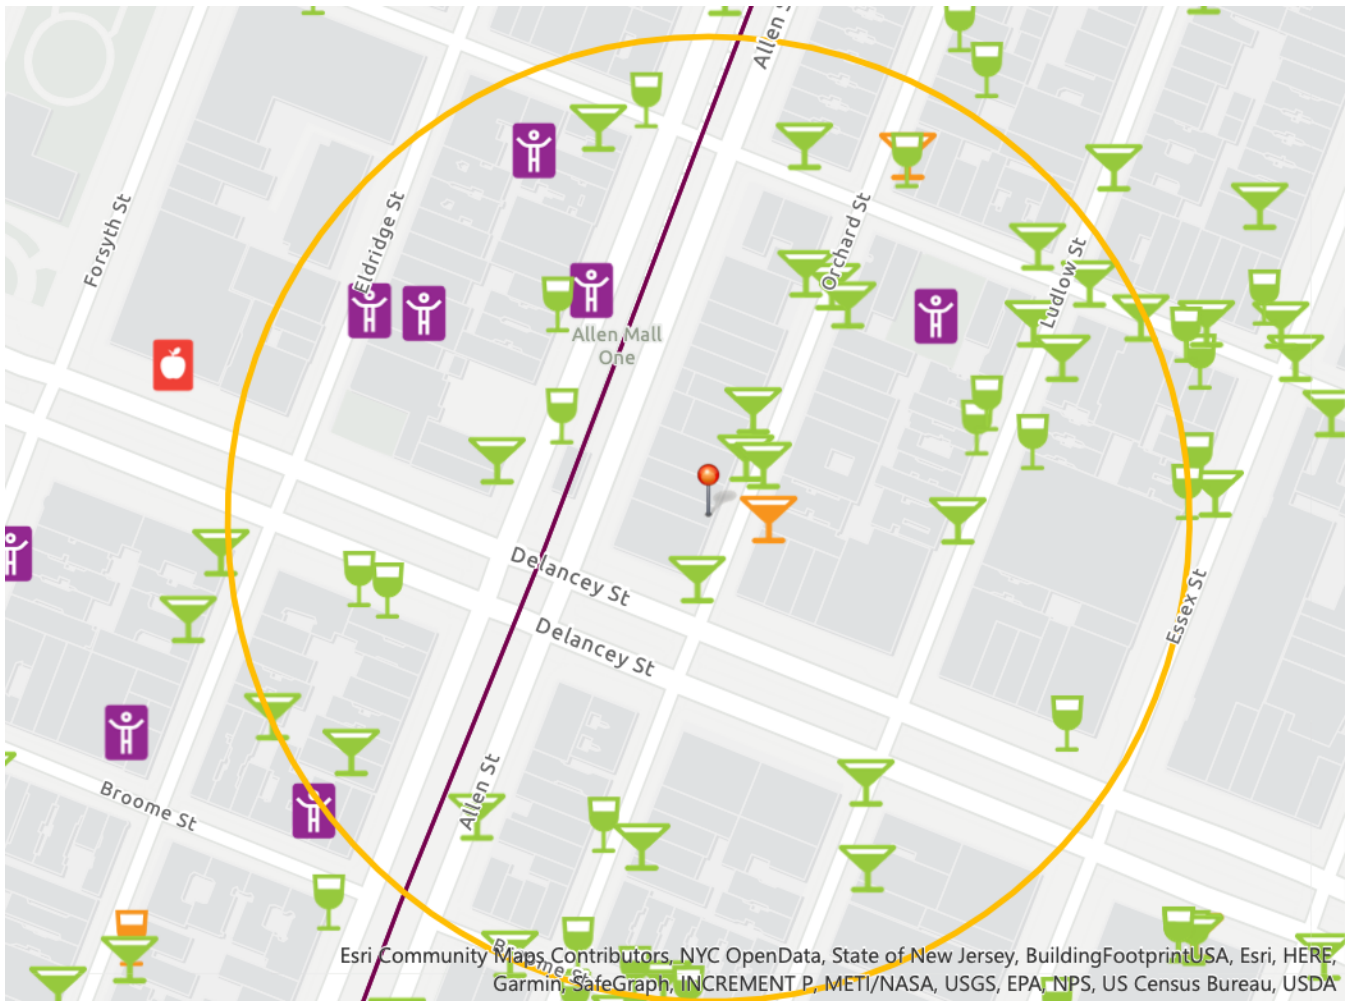 Allen S
Forsyth St
Eldridge St
Orchard St
Ludlow St
Allen Mall
One
Delancey St
Delancey St
Essex St
Allen St
Broome St
Broome St
Esri Community Maps Contributors, NYC OpenData, State of New Jersey, BuildingFootprintUSA, Esri, HERE,
Garmin, SafeGraph, INCREMENT P, METI/NASA, USGS, EPA, NPS, US Census Bureau, USDA